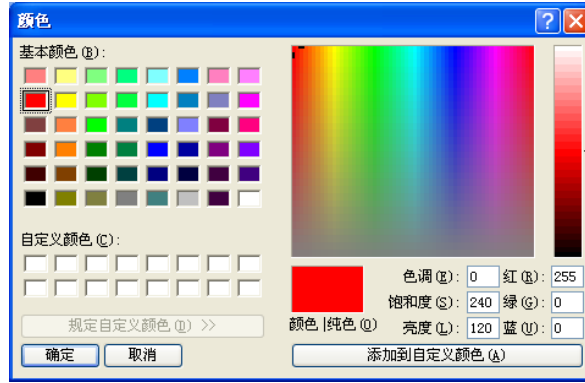 颜色
基本颜色(B):
自定义颜色(C):
规定自定义颜色(D) >>
确定 取消
色调(E): 0 红(R): 255
饱和度(S): 240 绿(G): 0
颜色|纯色(O) 亮度(L): 120 蓝(U): 0
添加到自定义颜色(A)